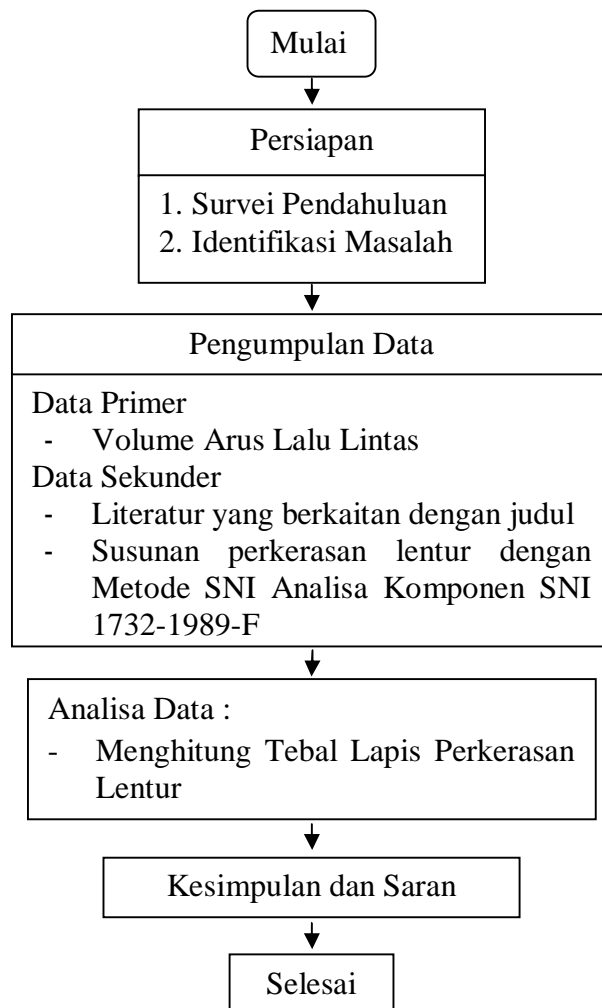 Mulai
Persiapan
1. Survei Pendahuluan
2. Identifikasi Masalah
Pengumpulan Data
Data Primer
- Volume Arus Lalu Lintas
Data Sekunder
- Literatur yang berkaitan dengan judul
- Susunan perkerasan lentur dengan
Metode SNI Analisa Komponen SNI
1732-1989-F
Analisa Data :
- Menghitung Tebal Lapis Perkerasan
Lentur
Kesimpulan dan Saran
Selesai